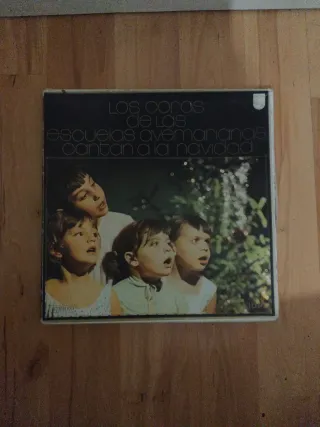 Los coros
de las
escuelas avemarianas
cantan a la navidad